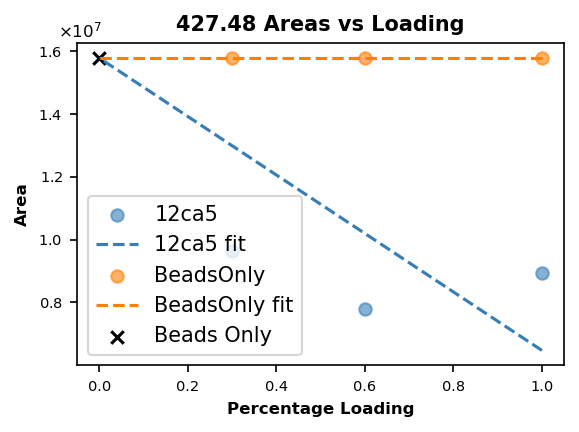 427.48 Areas vs Loading
×10⁷
1.6
1.4
1.2
1.0
0.8
Area
12ca5
12ca5 fit
BeadsOnly
BeadsOnly fit
Beads Only
0.0 0.2 0.4 0.6 0.8 1.0
Percentage Loading